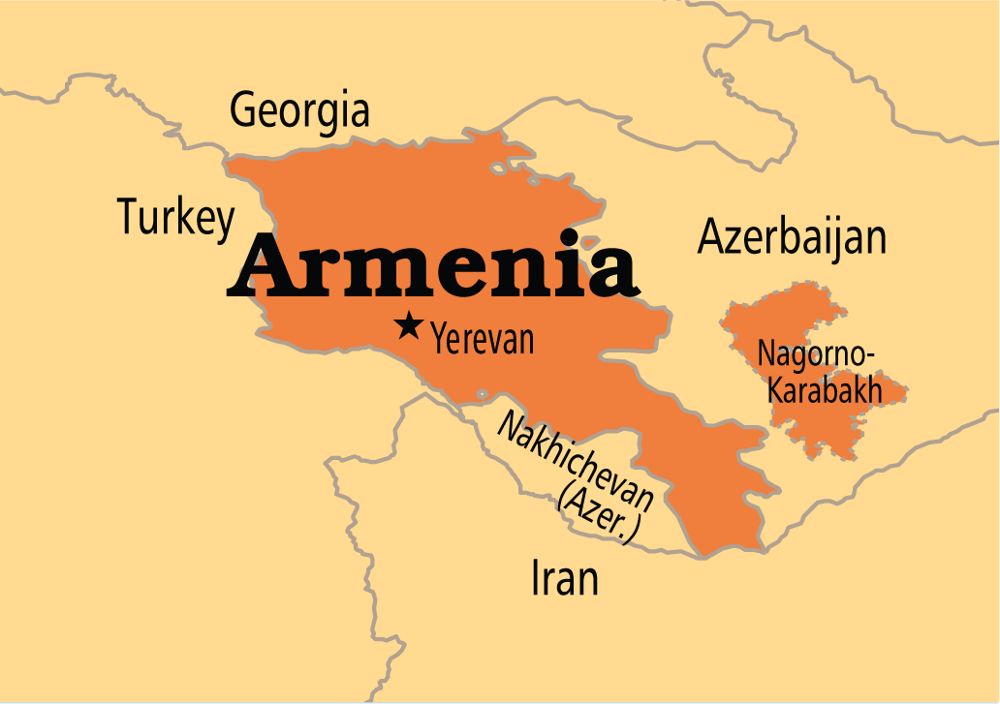 Georgia
Turkey
Azerbaijan
Armenia
Yerevan
Nagorno-
Karabakh
Nakhichevan
(Azer.)
Iran